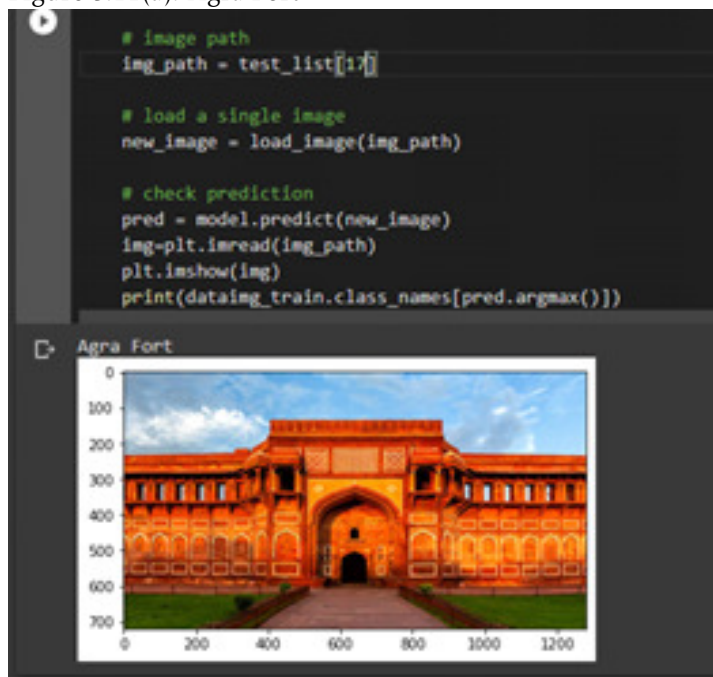 # image path
img_path = test_list[17]
# load a single image
new_image = load_image(img_path)
# check prediction
pred = model.predict(new_image)
img=plt.imread(img_path)
plt.imshow(img)
print(dataimg_train.class_names[pred.argmax()])
Agra Fort
0
100
200
300
400
500
600
700
0 200 400 600 800 1000 1200